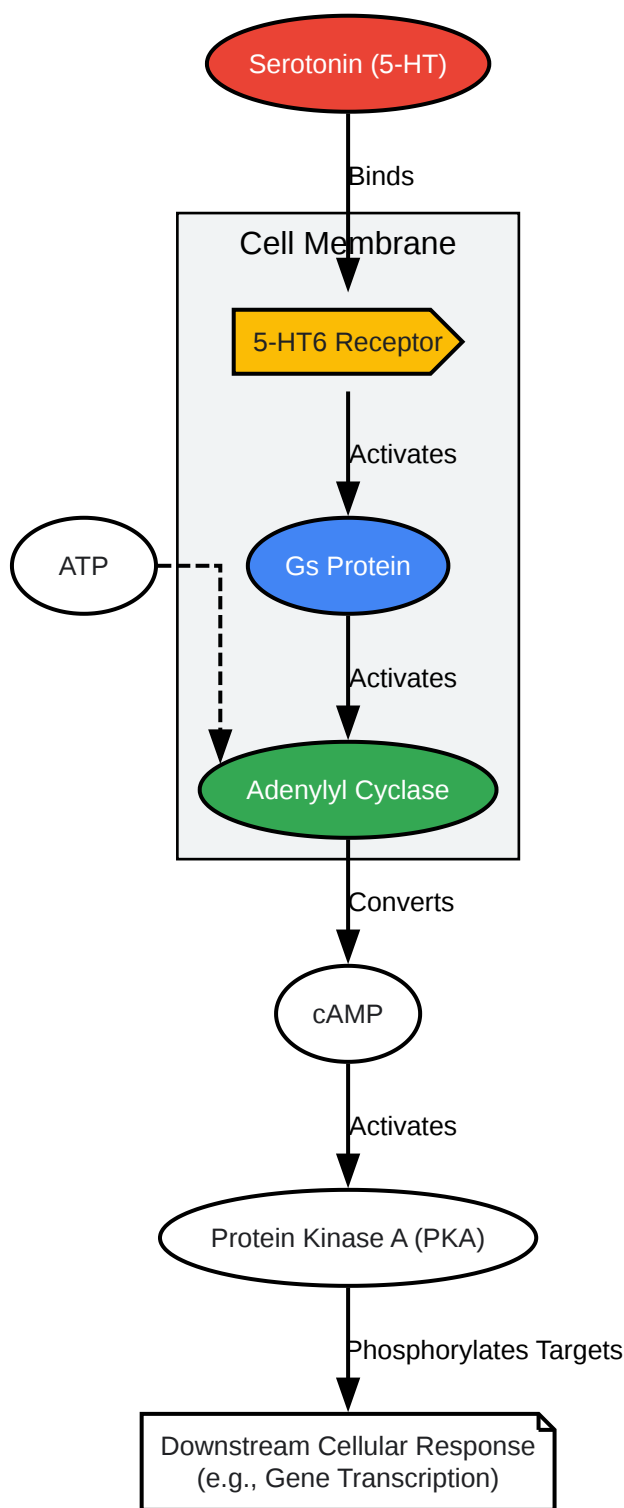 Serotonin (5-HT)
Binds
Cell Membrane
5-HT6 Receptor
Activates
ATP
Gs Protein
Activates
Adenylyl Cyclase
Converts
cAMP
Activates
Protein Kinase A (PKA)
Phosphorylates Targets
Downstream Cellular Response
(e.g., Gene Transcription)